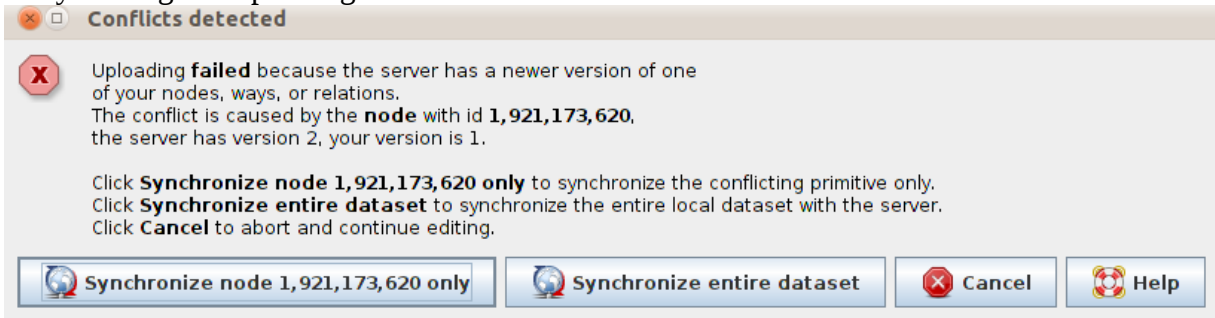 Conflicts detected
Uploading failed because the server has a newer version of one
of your nodes, ways, or relations.
The conflict is caused by the node with id 1,921,173,620,
the server has version 2, your version is 1.
Click Synchronize node 1,921,173,620 only to synchronize the conflicting primitive only.
Click Synchronize entire dataset to synchronize the entire local dataset with the server.
Click Cancel to abort and continue editing.
Synchronize node 1,921,173,620 only Synchronize entire dataset Cancel Help